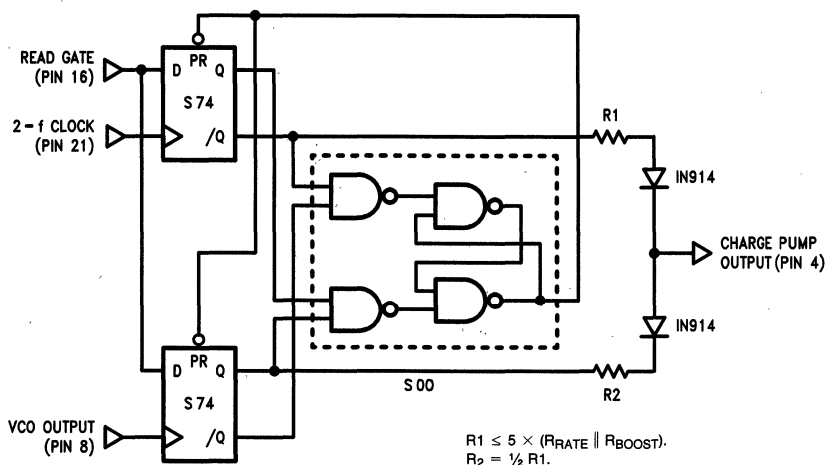 READ GATE
(PIN 16)
2-f CLOCK
(PIN 21)
D PR Q
S74
/Q
R1
IN914
CHARGE PUMP
OUTPUT (PIN 4)
IN914
R2
S00
D PR Q
S74
/Q
VCO OUTPUT
(PIN 8)
R1 ≤ 5 × (RRATE ∥ RBOOST).
R2 = ½ R1.